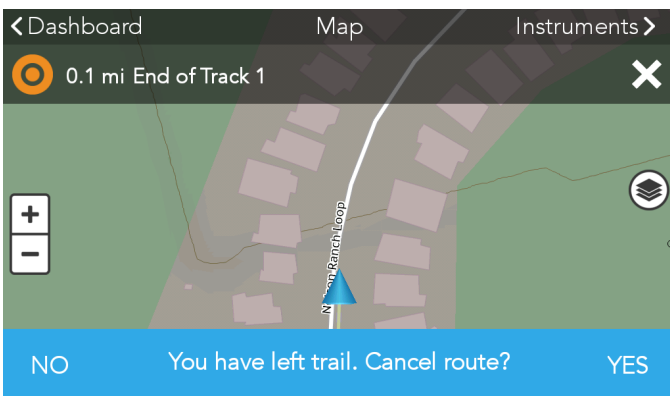 Dashboard Map Instruments
0.1 mi End of Track 1
+
−
Ranch Loop
NO You have left trail. Cancel route? YES